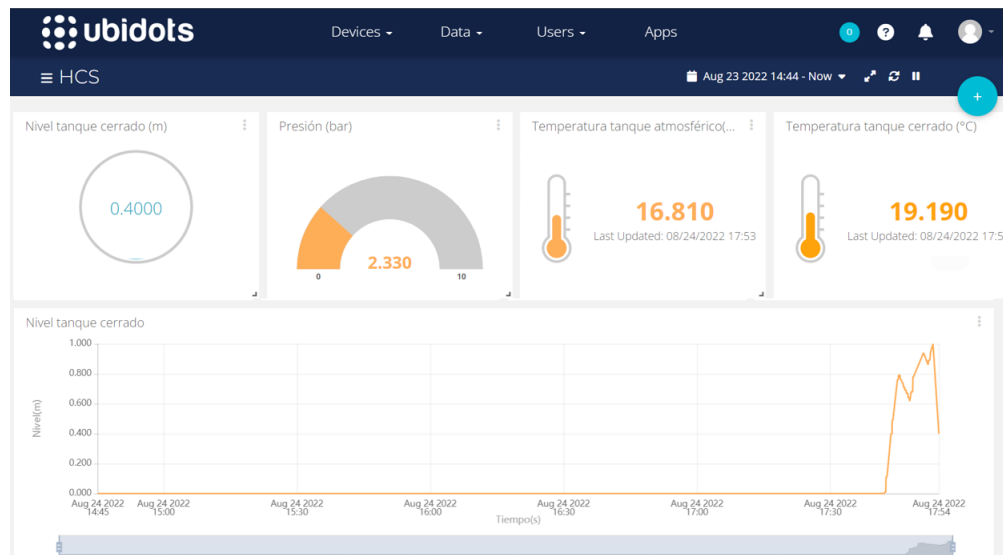 ubidots Devices Data Users Apps 0 ?
HCS Aug 23 2022 14:44 - Now
+
Nivel tanque cerrado (m) Presión (bar) Temperatura tanque atmosférico(... Temperatura tanque cerrado (°C)
0.4000
2.330
0 10
16.810
Last Updated: 08/24/2022 17:53
19.190
Last Updated: 08/24/2022 17:5
Nivel tanque cerrado
Nivel(m)
1.000
0.800
0.600
0.400
0.200
0.000
Aug 24 2022 Aug 24 2022 Aug 24 2022 Aug 24 2022 Aug 24 2022 Aug 24 2022 Aug 24 2022 Aug 24 2022
14:45 15:00 15:30 16:00 16:30 17:00 17:30 17:54
Tiempo(s)